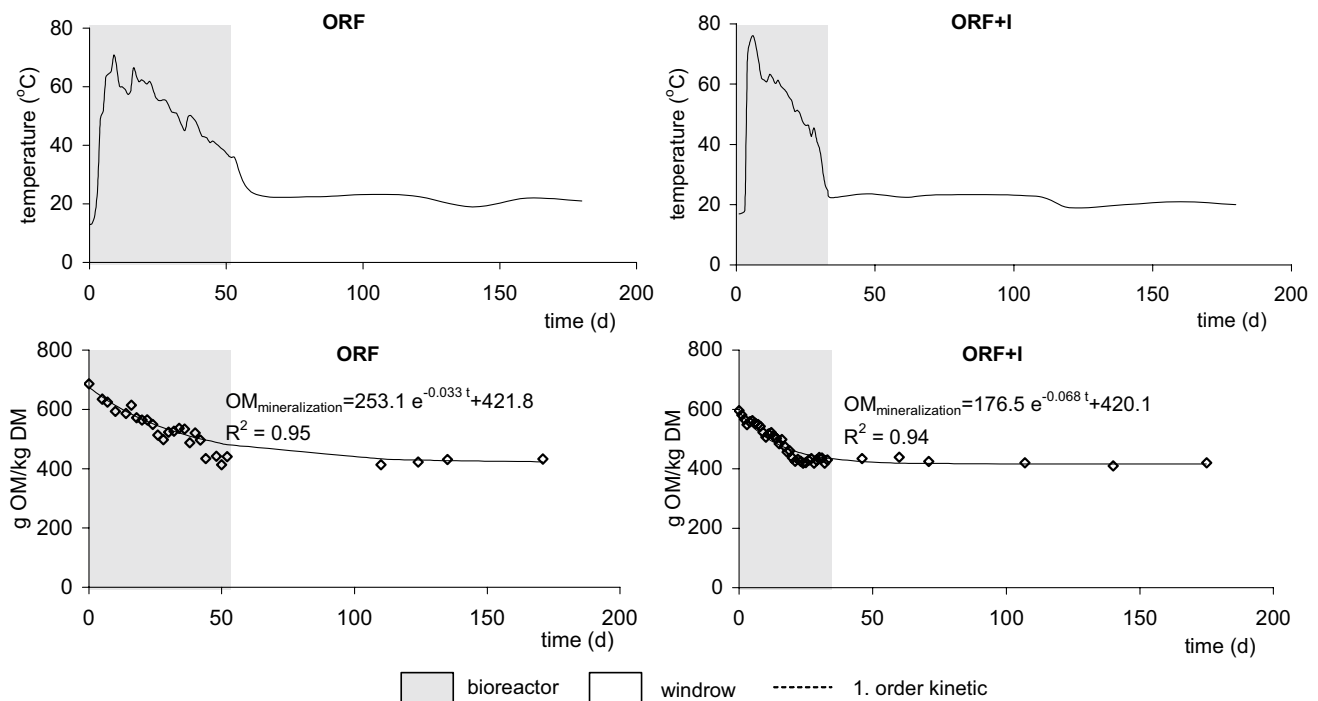 ORF
80
60
40
20
0
temperature (°C)
0 50 100 150 200
time (d)
ORF+I
80
60
40
20
0
temperature (°C)
0 50 100 150 200
time (d)
ORF
800
600
400
200
0
g OM/kg DM
OMmineralization=253.1 e-0.033 t+421.8
R2 = 0.95
0 50 100 150 200
time (d)
ORF+I
800
600
400
200
0
g OM/kg DM
OMmineralization=176.5 e-0.068 t+420.1
R2 = 0.94
0 50 100 150 200
time (d)
bioreactor windrow 1. order kinetic